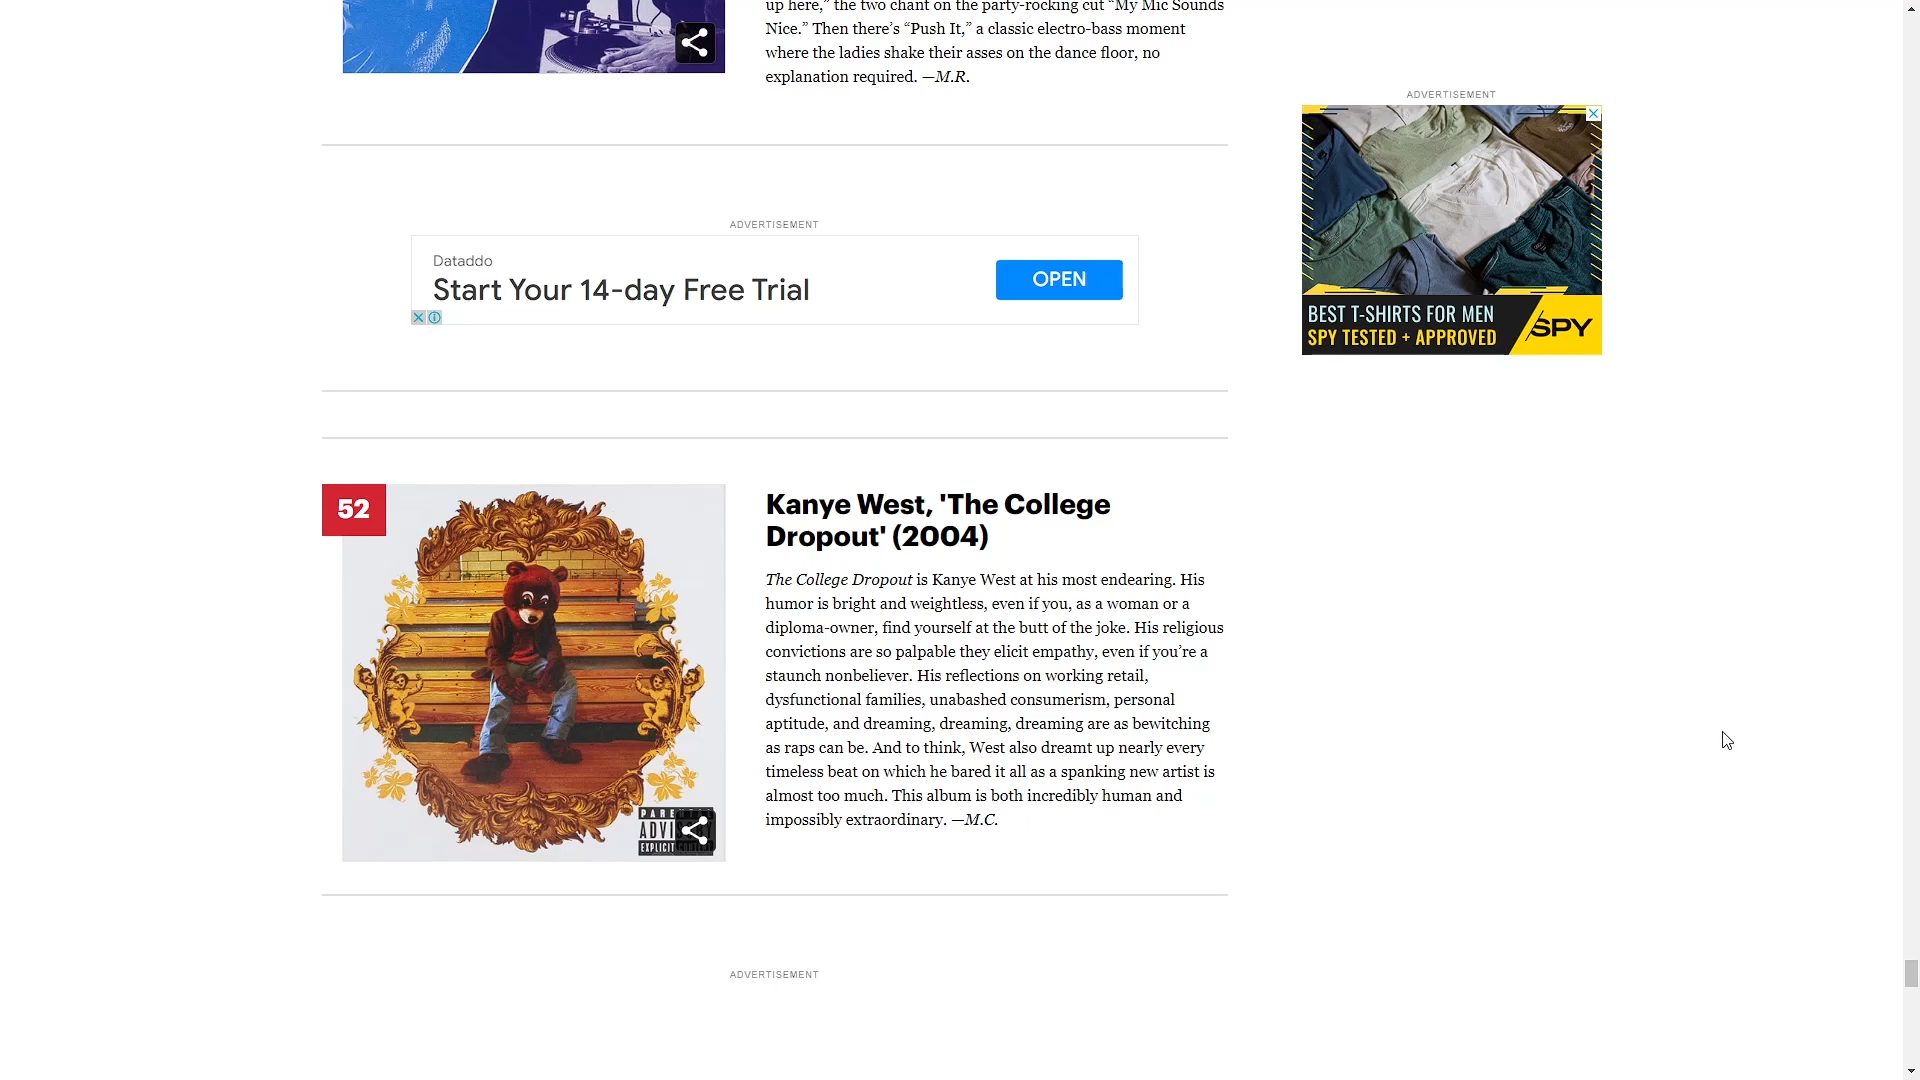 up here,” the two chant on the party-rocking cut “My Mic Sounds
Nice.” Then there’s “Push It,” a classic electro-bass moment
where the ladies shake their asses on the dance floor, no
explanation required. —M.R.
ADVERTISEMENT
BEST T-SHIRTS FOR MEN
SPY TESTED + APPROVED
SPY
ADVERTISEMENT
Dataddo
Start Your 14-day Free Trial
OPEN
52
Kanye West, 'The College
Dropout' (2004)
The College Dropout is Kanye West at his most endearing. His
humor is bright and weightless, even if you, as a woman or a
diploma-owner, find yourself at the butt of the joke. His religious
convictions are so palpable they elicit empathy, even if you’re a
staunch nonbeliever. His reflections on working retail,
dysfunctional families, unabashed consumerism, personal
aptitude, and dreaming, dreaming, dreaming are as bewitching
as raps can be. And to think, West also dreamt up nearly every
timeless beat on which he bared it all as a spanking new artist is
almost too much. This album is both incredibly human and
impossibly extraordinary. —M.C.
EXPLICIT
ADVERTISEMENT